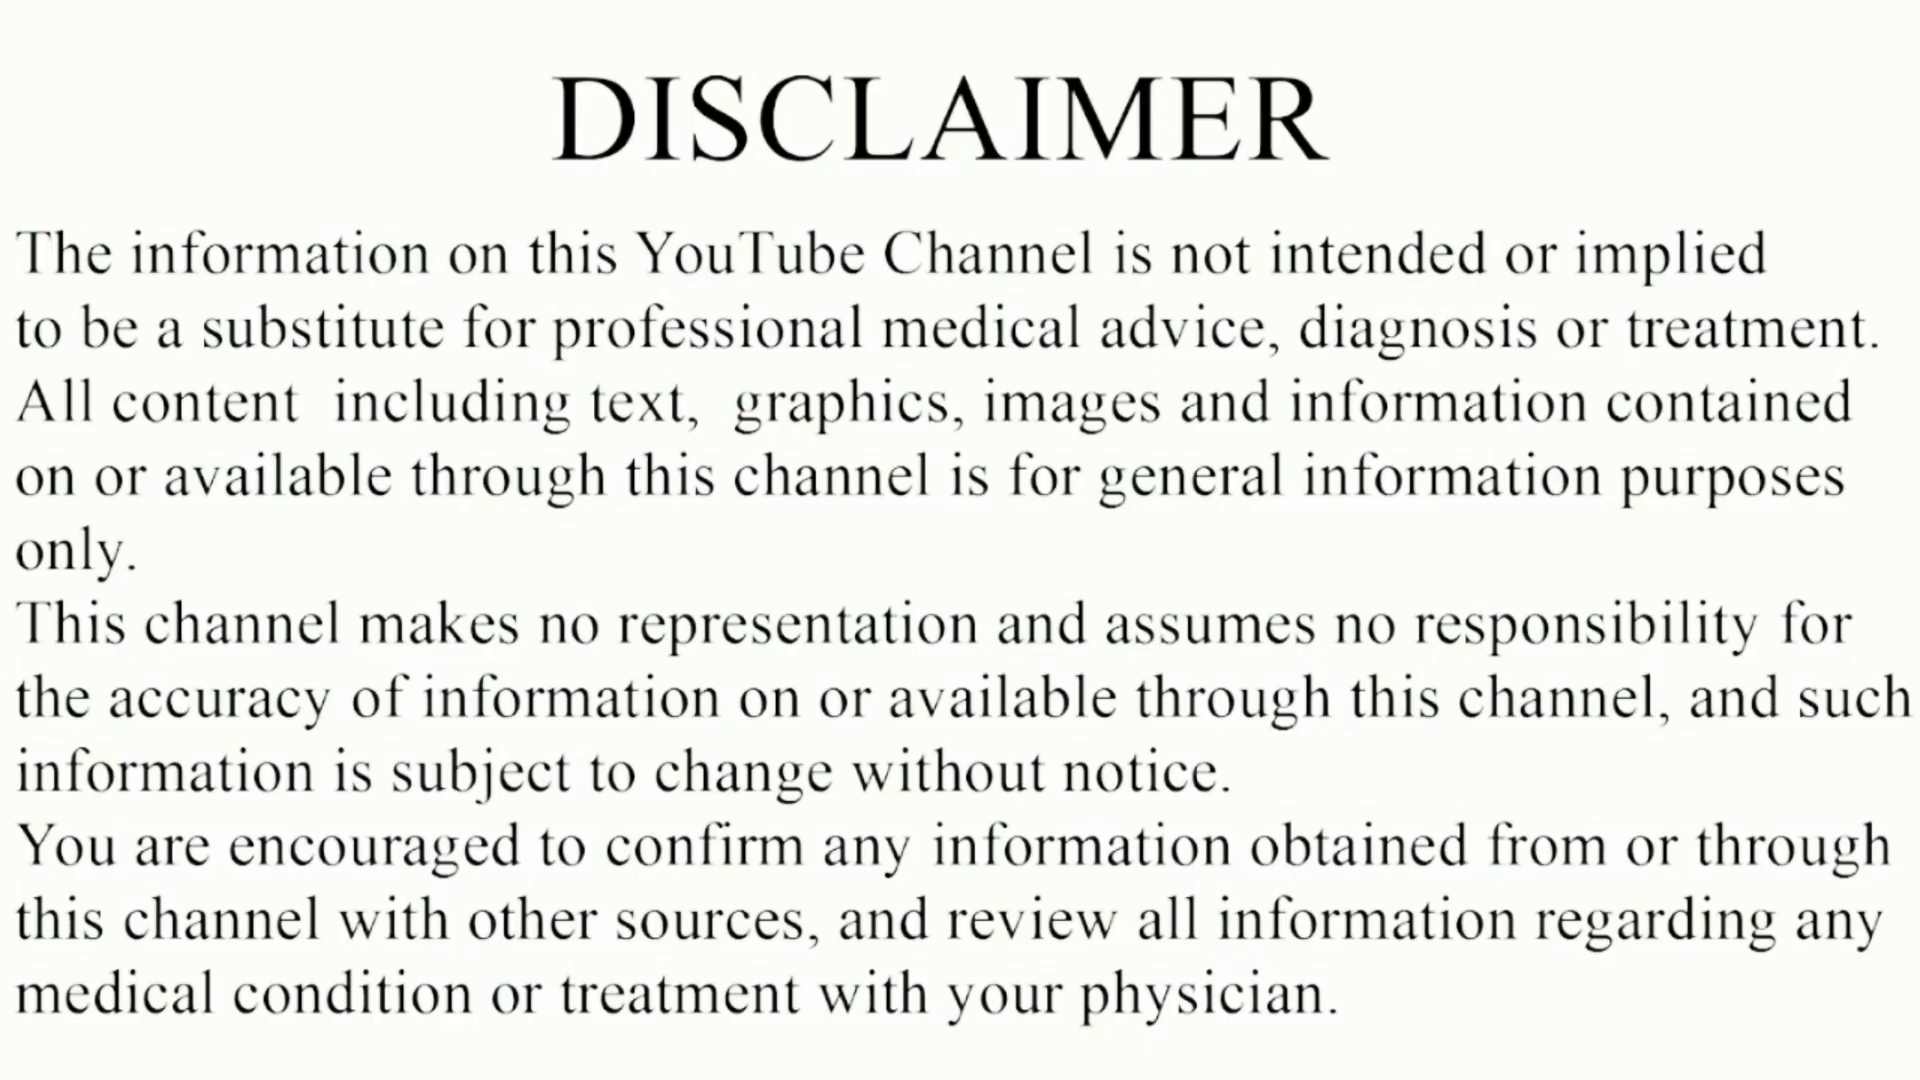 DISCLAIMER
The information on this YouTube Channel is not intended or implied
to be a substitute for professional medical advice, diagnosis or treatment.
All content  including text,  graphics, images and information contained
on or available through this channel is for general information purposes
only.
This channel makes no representation and assumes no responsibility for
the accuracy of information on or available through this channel, and such
information is subject to change without notice.
You are encouraged to confirm any information obtained from or through
this channel with other sources, and review all information regarding any
medical condition or treatment with your physician.